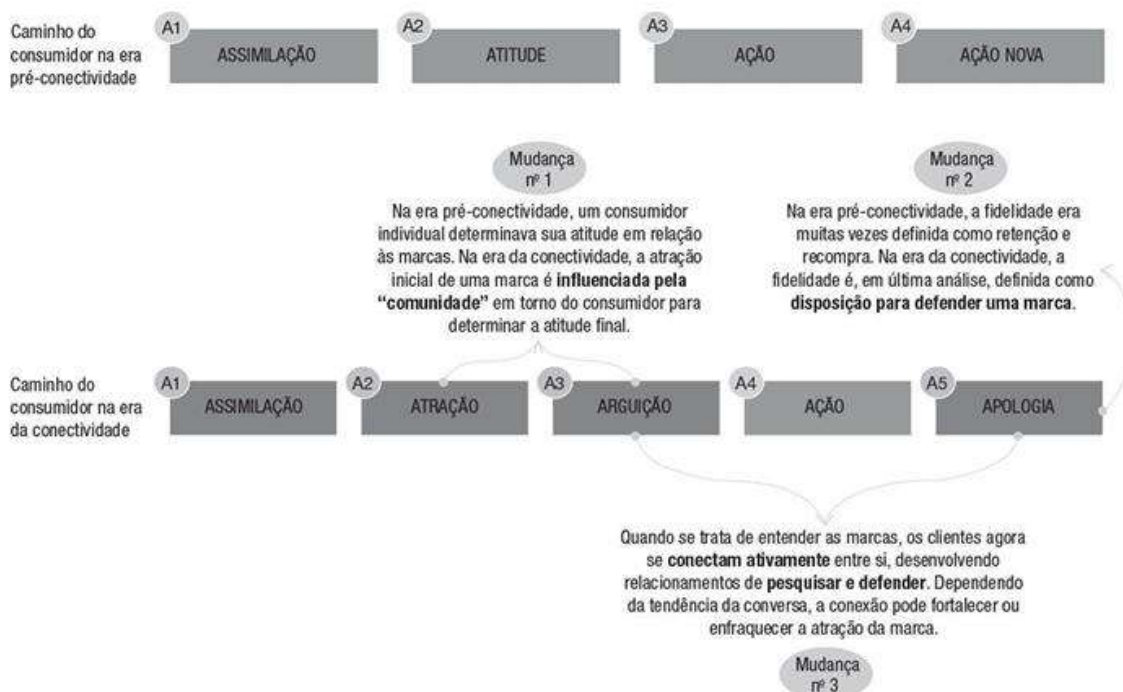 Caminho do
consumidor na era
pré-conectividade
A1
ASSIMILAÇÃO
A2
ATITUDE
A3
AÇÃO
A4
AÇÃO NOVA
Mudança
nº 1
Na era pré-conectividade, um consumidor
individual determinava sua atitude em relação
às marcas. Na era da conectividade, a atração
inicial de uma marca é influenciada pela
“comunidade” em torno do consumidor para
determinar a atitude final.
Mudança
nº 2
Na era pré-conectividade, a fidelidade era
muitas vezes definida como retenção e
recompra. Na era da conectividade, a
fidelidade é, em última análise, definida como
disposição para defender uma marca.
Caminho do
consumidor na era
da conectividade
A1
ASSIMILAÇÃO
A2
ATRAÇÃO
A3
ARGUIÇÃO
A4
AÇÃO
A5
APOLOGIA
Quando se trata de entender as marcas, os clientes agora
se conectam ativamente entre si, desenvolvendo
relacionamentos de pesquisar e defender. Dependendo
da tendência da conversa, a conexão pode fortalecer ou
enfraquecer a atração da marca.
Mudança
nº 3